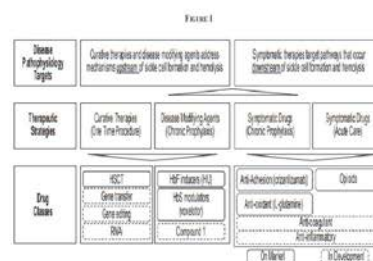 FIGURE 1
Disease
Pathophysiology
Targets
Curative therapies and disease modifying agents address
mechanisms upstream of sickle cell formation and hemolysis
Symptomatic therapies target pathways that occur
downstream of sickle cell formation and hemolysis
Therapeutic
Strategies
Curative Therapies
(One Time Procedure)
Disease Modifying Agents
(Chronic Prophylaxis)
Symptomatic Drugs
(Chronic Prophylaxis)
Symptomatic Drugs
(Acute Care)
Drug
Classes
HSCT
Gene transfer
Gene editing
RNA
HbF inducers (HU)
HbS modulators
(voxelotor)
Compound 1
Anti-Adhesion (crizanlizumab)
Opioids
Anti-oxidant (L-glutamine)
Anti-coagulant
Anti-inflammatory
On Market
In Development